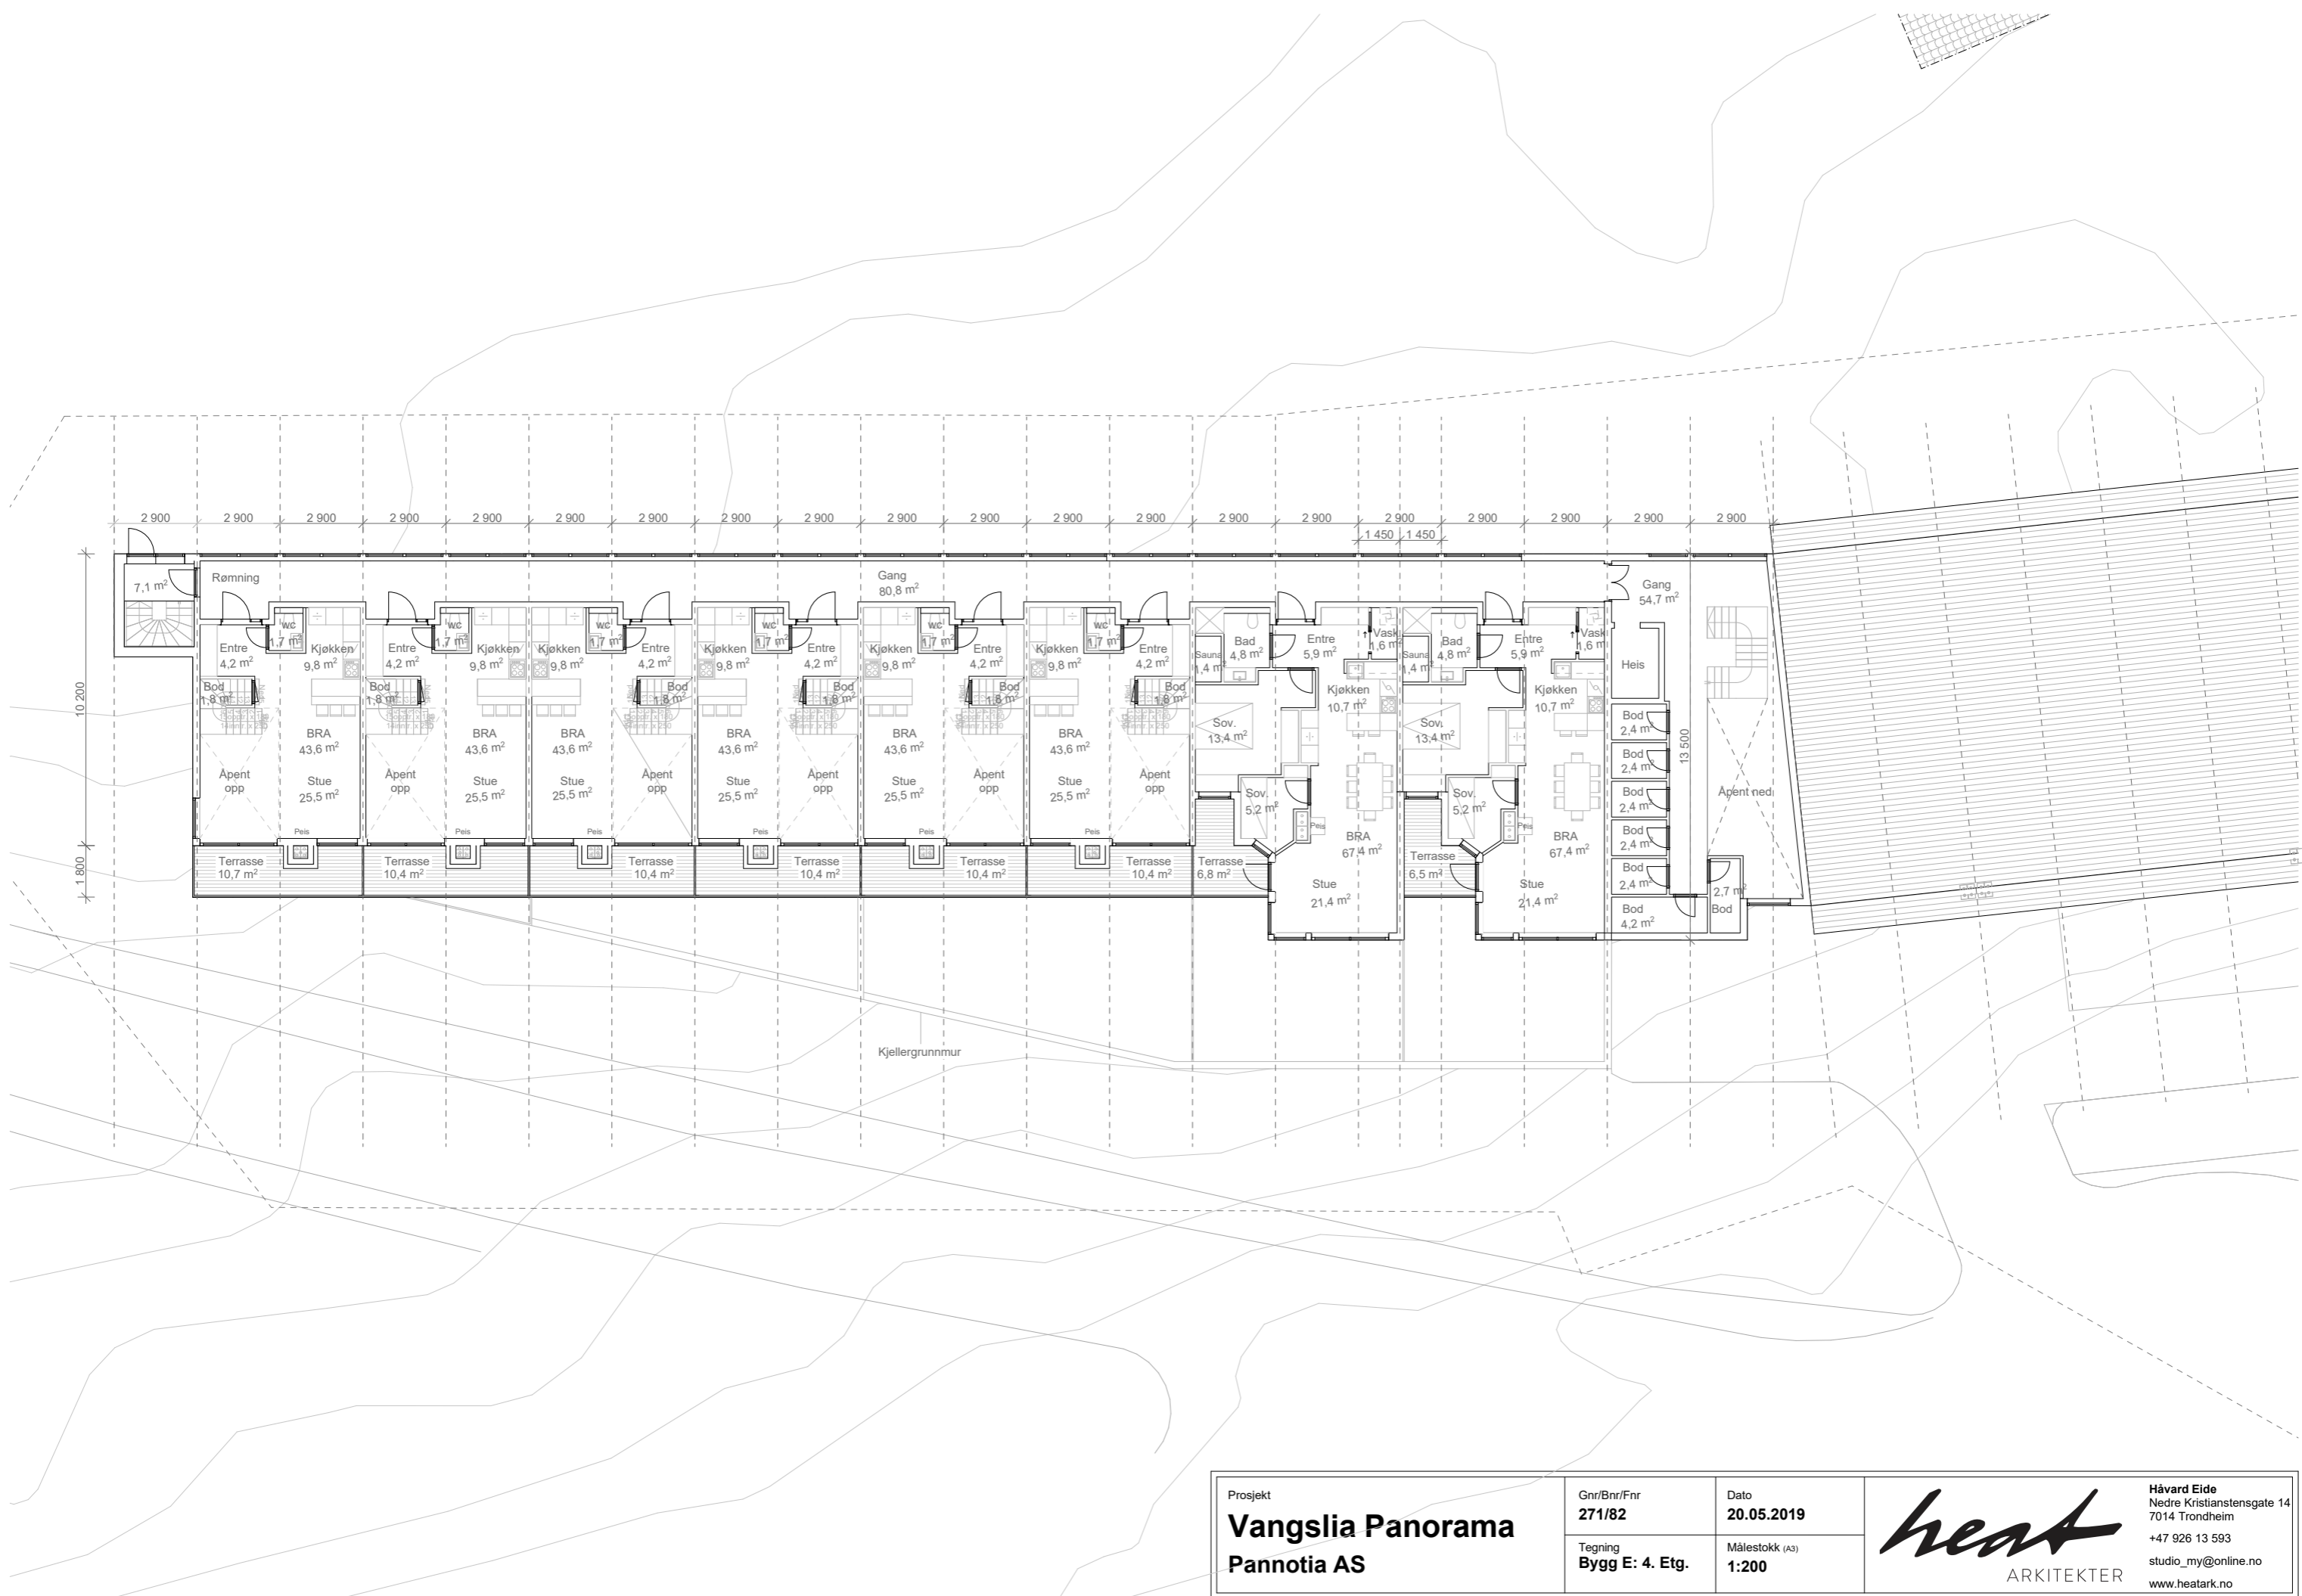 2 900 2 900 2 900 2 900 2 900 2 900 2 900 2 900 2 900 2 900 2 900 2 900 2 900 2 900 2 900 2 900 2 900 2 900 2 900 2 900
1 450 1 450
10 200
1 800
13 500
7,1 m²
Rømning
Gang
80,8 m²
Gang
54,7 m²
Entre
4,2 m²
wc
1,7 m²
Kjøkken
9,8 m²
Bod
1,8 m²
BRA
43,6 m²
Åpent
opp
Stue
25,5 m²
Peis
Terrasse
10,7 m²
Entre
4,2 m²
wc
1,7 m²
Kjøkken
9,8 m²
Bod
1,8 m²
BRA
43,6 m²
Åpent
opp
Stue
25,5 m²
Peis
Terrasse
10,4 m²
Kjøkken
9,8 m²
wc
1,7 m²
Entre
4,2 m²
Bod
1,8 m²
BRA
43,6 m²
Stue
25,5 m²
Åpent
opp
Peis
Terrasse
10,4 m²
Kjøkken
9,8 m²
wc
1,7 m²
Entre
4,2 m²
Bod
1,8 m²
BRA
43,6 m²
Stue
25,5 m²
Åpent
opp
Peis
Terrasse
10,4 m²
Kjøkken
9,8 m²
wc
1,7 m²
Entre
4,2 m²
Bod
1,8 m²
BRA
43,6 m²
Stue
25,5 m²
Åpent
opp
Peis
Terrasse
10,4 m²
Kjøkken
9,8 m²
wc
1,7 m²
Entre
4,2 m²
Bod
1,8 m²
BRA
43,6 m²
Stue
25,5 m²
Åpent
opp
Peis
Terrasse
10,4 m²
Sauna
1,4 m²
Bad
4,8 m²
Entre
5,9 m²
Vask
1,6 m²
Kjøkken
10,7 m²
Sov.
13,4 m²
Sov.
5,2 m²
Peis
BRA
67,4 m²
Terrasse
6,8 m²
Stue
21,4 m²
Sauna
1,4 m²
Bad
4,8 m²
Entre
5,9 m²
Vask
1,6 m²
Kjøkken
10,7 m²
Sov.
13,4 m²
Sov.
5,2 m²
Peis
BRA
67,4 m²
Terrasse
6,5 m²
Stue
21,4 m²
Heis
Bod
2,4 m²
Bod
2,4 m²
Bod
2,4 m²
Bod
2,4 m²
Bod
2,4 m²
Bod
4,2 m²
2,7 m²
Bod
Åpent ned
Kjellergrunnmur
Prosjekt
Vangslia Panorama
Pannotia AS
Gnr/Bnr/Fnr
271/82
Tegning
Bygg E: 4. Etg.
Dato
20.05.2019
Målestokk (A3)
1:200
heat
ARKITEKTER
Håvard Eide
Nedre Kristianstensgate 14
7014 Trondheim
+47 926 13 593
studio_my@online.no
www.heatark.no